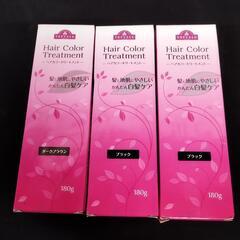 TOPVALU
Hair Color
Treatment
ヘアカラートリートメント
髪と地肌にやさしい
かんたん白髪ケア
ダークブラウン
180g
TOPVALU
Hair Color
Treatment
ヘアカラートリートメント
髪と地肌にやさしい
かんたん白髪ケア
ブラック
180g
TOPVALU
Hair Color
Treatment
ヘアカラートリートメント
髪と地肌にやさしい
かんたん白髪ケア
ブラック
180g